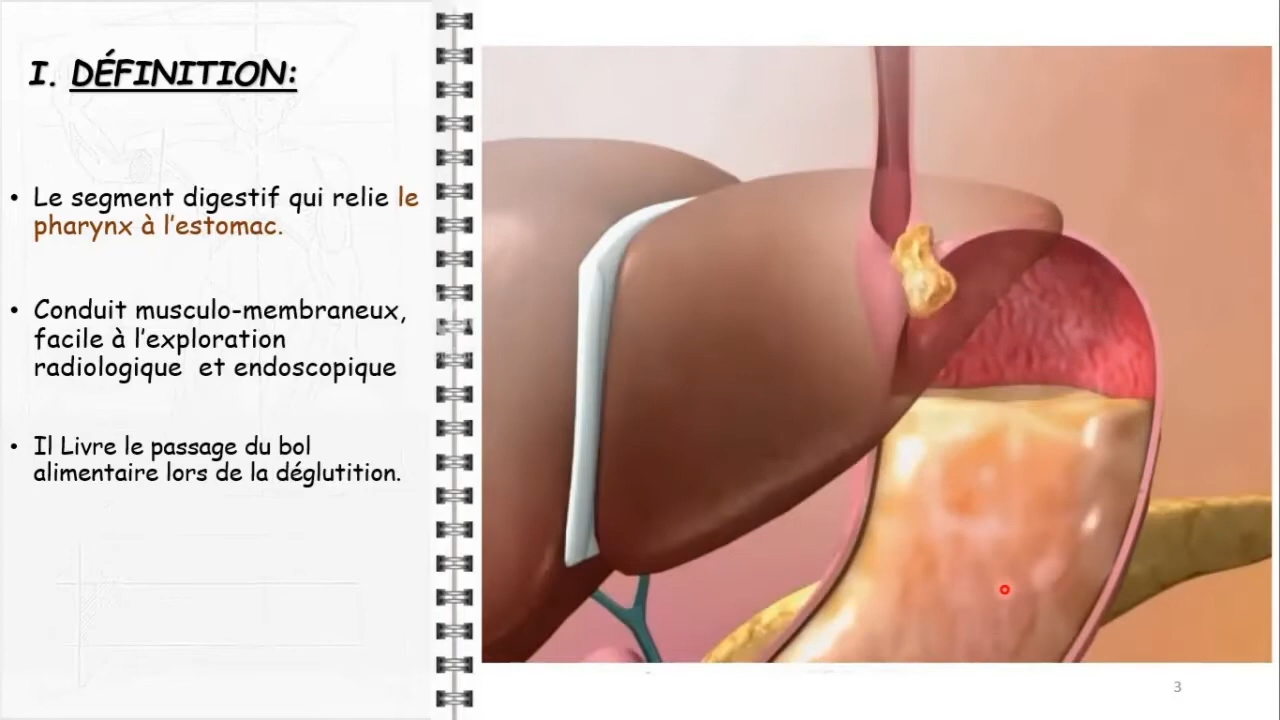 I. DÉFINITION:
• Le segment digestif qui relie le
pharynx à l’estomac.
• Conduit musculo-membraneux,
facile à l’exploration
radiologique et endoscopique
• Il Livre le passage du bol
alimentaire lors de la déglutition.
3